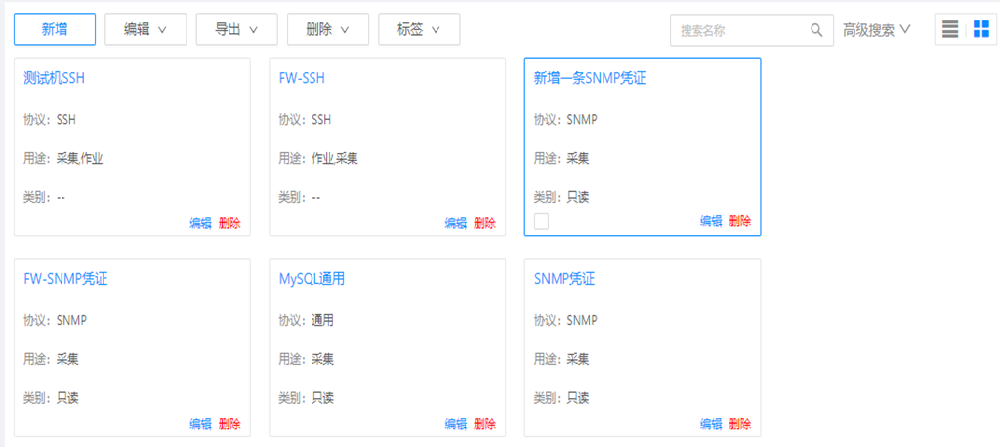 新增 编辑 导出 删除 标签 搜索名称 高级搜索
测试机SSH
协议：SSH
用途：采集,作业
类别：--
编辑 删除
FW-SSH
协议：SSH
用途：作业,采集
类别：--
编辑 删除
新增一条SNMP凭证
协议：SNMP
用途：采集
类别：只读
编辑 删除
FW-SNMP凭证
协议：SNMP
用途：采集
类别：只读
编辑 删除
MySQL通用
协议：通用
用途：采集
类别：只读
编辑 删除
SNMP凭证
协议：SNMP
用途：采集
类别：只读
编辑 删除